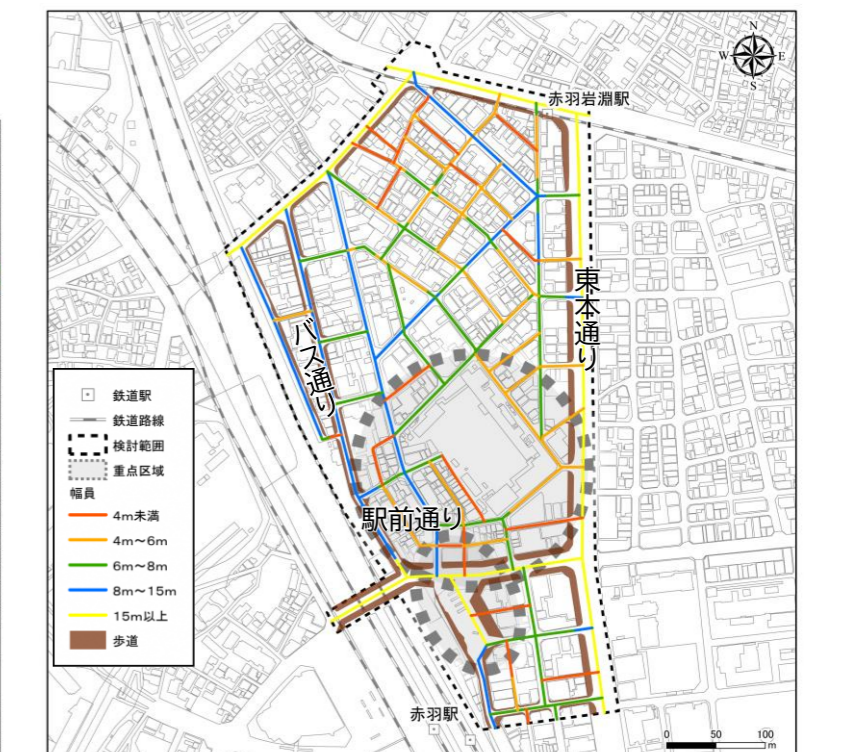 N
W
E
S
赤羽岩淵駅
東本通り
バス通り
鉄道駅
鉄道路線
検討範囲
重点区域
幅員
4m未満
4m～6m
6m～8m
8m～15m
15m以上
歩道
駅前通り
赤羽駅
0 50 100
m